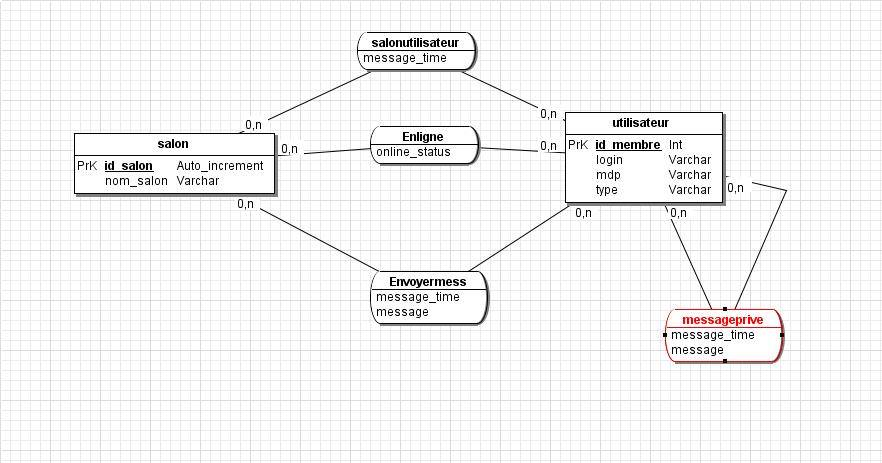 salonutilisateur
message_time
0,n
0,n
salon
PrK id_salon Auto_increment
nom_salon Varchar
0,n
Enligne
online_status
0,n
utilisateur
PrK id_membre Int
login Varchar
mdp Varchar
type Varchar
0,n
0,n
0,n
0,n
Envoyermess
message_time
message
messageprive
message_time
message